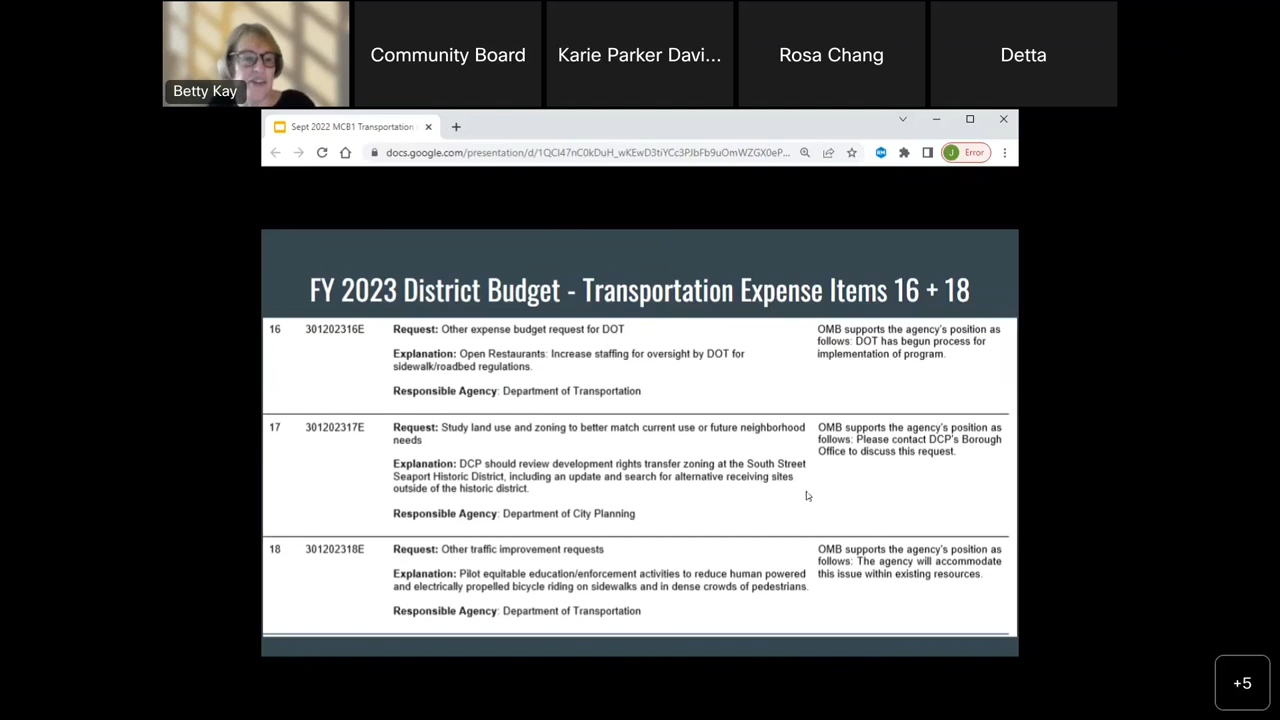 Betty Kay
Community Board
Karie Parker Davi...
Rosa Chang
Detta
Sept 2022 MCB1 Transportation
docs.google.com/presentation/d/1QCl47nC0kDuH_wKEwD3tiYCc3PJbFb9uOmWZGX0eP...
J Error
FY 2023 District Budget - Transportation Expense Items 16 + 18
16 301202316E Request: Other expense budget request for DOT
Explanation: Open Restaurants: Increase staffing for oversight by DOT for
sidewalk/roadbed regulations.
Responsible Agency: Department of Transportation
OMB supports the agency's position as
follows: DOT has begun process for
implementation of program.
17 301202317E Request: Study land use and zoning to better match current use or future neighborhood
needs
Explanation: DCP should review development rights transfer zoning at the South Street
Seaport Historic District, including an update and search for alternative receiving sites
outside of the historic district.
Responsible Agency: Department of City Planning
OMB supports the agency's position as
follows: Please contact DCP's Borough
Office to discuss this request.
18 301202318E Request: Other traffic improvement requests
Explanation: Pilot equitable education/enforcement activities to reduce human powered
and electrically propelled bicycle riding on sidewalks and in dense crowds of pedestrians.
Responsible Agency: Department of Transportation
OMB supports the agency's position as
follows: The agency will accommodate
this issue within existing resources.
+5